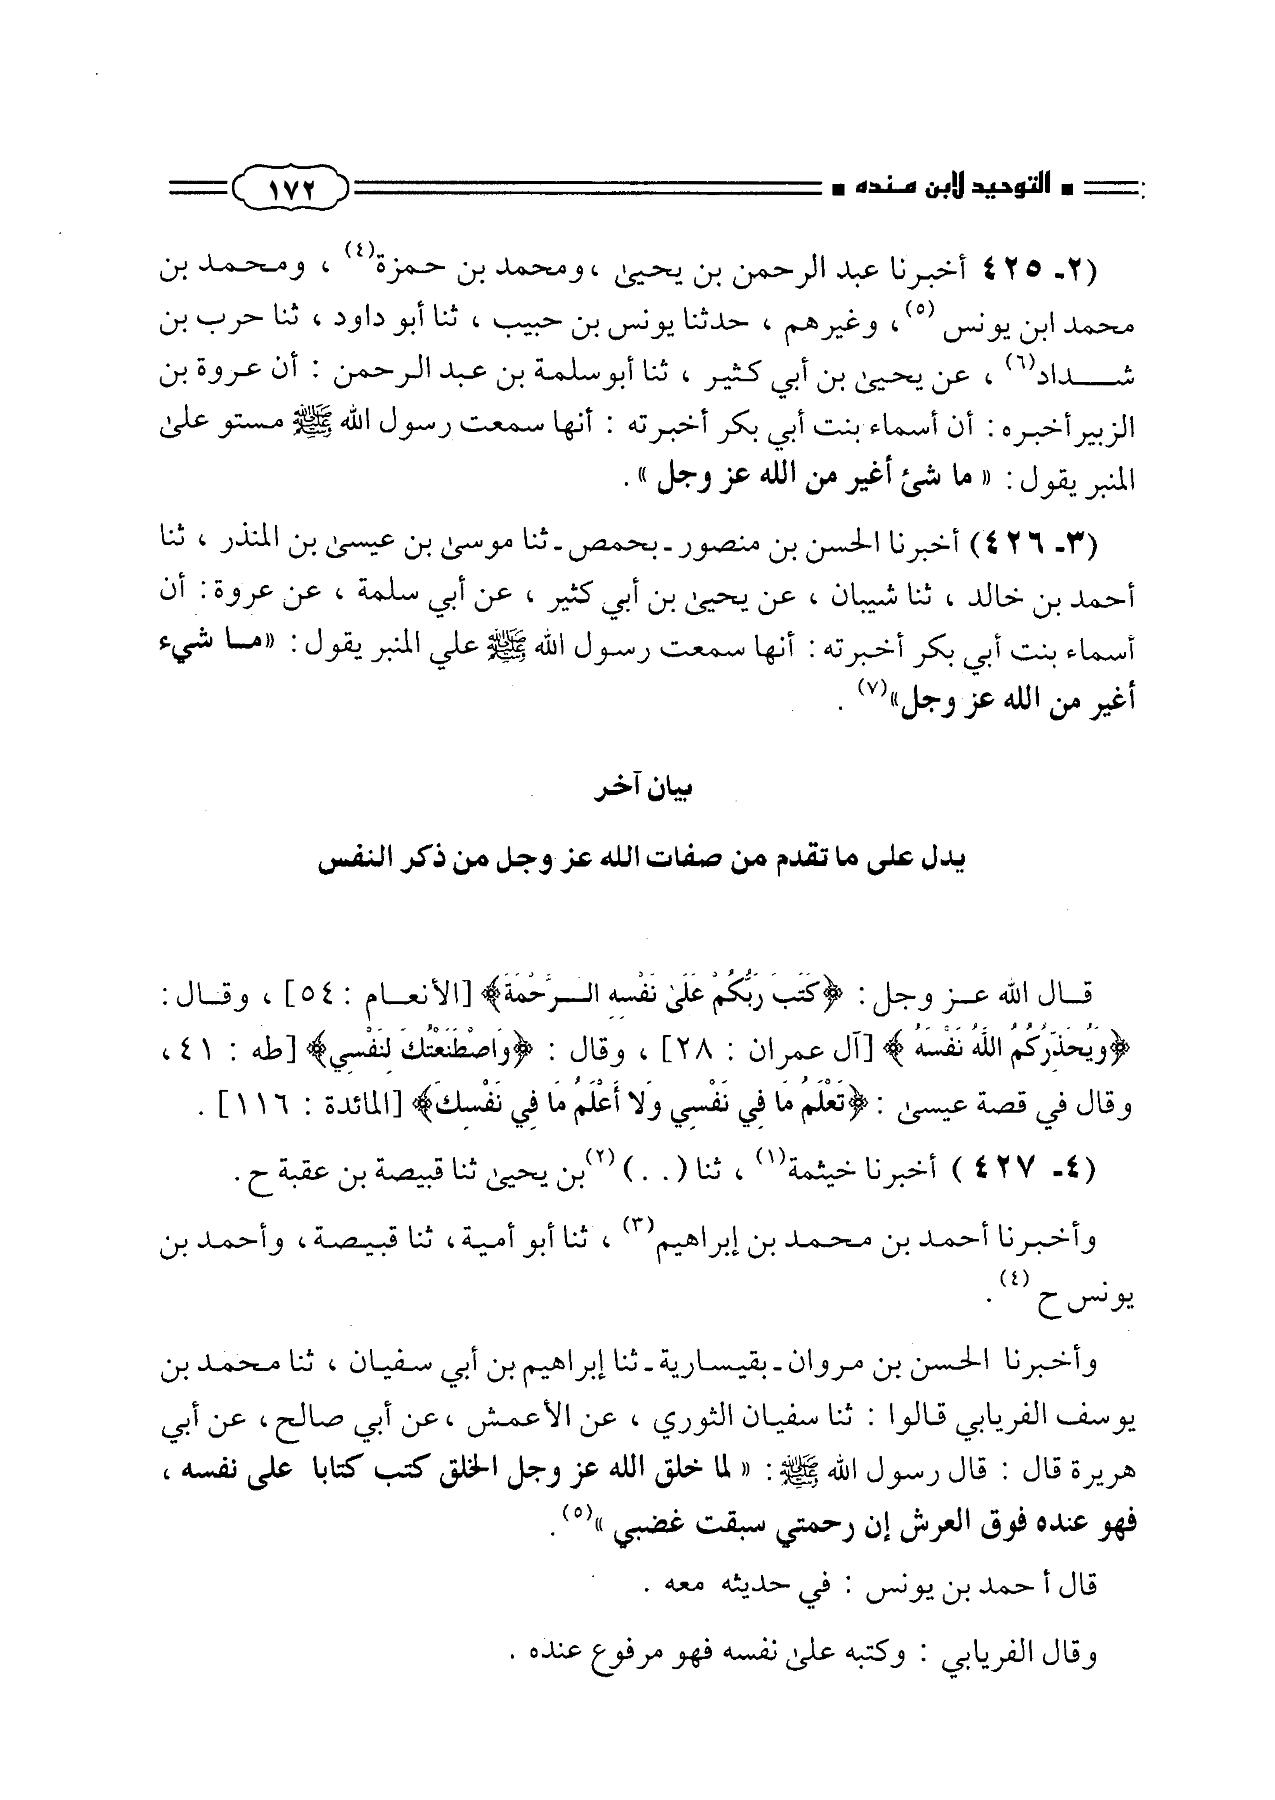 التوحيد لابن منده ١٧٢
(٢- ٤٢٥ أخبرنا عبد الرحمن بن يحيىٰ ،ومحمد بن حمزة(٤) ، ومحمد بن
محمد ابن يونس (٥)، وغيرهم ، حدثنا يونس بن حبيب ، ثنا أبو داود ، ثنا حرب بن
شداد(٦) ، عن يحيىٰ بن أبي كثير ، ثنا أبو سلمة بن عبد الرحمن : أن عروة بن
الزبير أخبره : أن أسماء بنت أبي بكر أخبرته : أنها سمعت رسول الله ﷺ مستو علىٰ
المنبر يقول : « ما شئ أغير من الله عز وجل » .
(٣- ٤٢٦) أخبرنا الحسن بن منصور ـ بحمص ـ ثنا موسىٰ بن عيسىٰ بن المنذر ، ثنا
أحمد بن خالد ، ثنا شيبان ، عن يحيىٰ بن أبي كثير ، عن أبي سلمة ، عن عروة : أن
أسماء بنت أبي بكر أخبرته : أنها سمعت رسول الله ﷺ علي المنبر يقول : «ما شيء
أغير من الله عز وجل»(٧) .
بيان آخر
يدل على ما تقدم من صفات الله عز وجل من ذكر النفس
قال الله عز وجل : ﴿كَتَبَ رَبُّكُمْ عَلَىٰ نَفْسِهِ الرَّحْمَةَ﴾ [الأنعام : ٥٤] ، وقال :
﴿وَيُحَذِّرُكُمُ اللَّهُ نَفْسَهُ ﴾ [آل عمران : ٢٨] ، وقال : ﴿وَاصْطَنَعْتُكَ لِنَفْسِي﴾ [طه : ٤١ ،
وقال في قصة عيسىٰ : ﴿تَعْلَمُ مَا فِي نَفْسِي وَلا أَعْلَمُ مَا فِي نَفْسِكَ﴾ [المائدة : ١١٦] .
(٤- ٤٢٧ ) أخبرنا خيثمة(١) ، ثنا (. .)(٢)بن يحيىٰ ثنا قبيصة بن عقبة ح .
وأخبرنا أحمد بن محمد بن إبراهيم(٣) ، ثنا أبو أمية ، ثنا قبيصة ، وأحمد بن
يونس ح (٤).
وأخبرنا الحسن بن مروان ـ بقيسارية ـ ثنا إبراهيم بن أبي سفيان ، ثنا محمد بن
يوسف الفريابي قالوا : ثنا سفيان الثوري ، عن الأعمش ، عن أبي صالح ، عن أبي
هريرة قال : قال رسول الله ﷺ : « لما خلق الله عز وجل الخلق كتب كتابا على نفسه ،
فهو عنده فوق العرش إن رحمتي سبقت غضبي »(٥).
قال أحمد بن يونس : في حديثه معه .
وقال الفريابي : وكتبه علىٰ نفسه فهو مرفوع عنده .